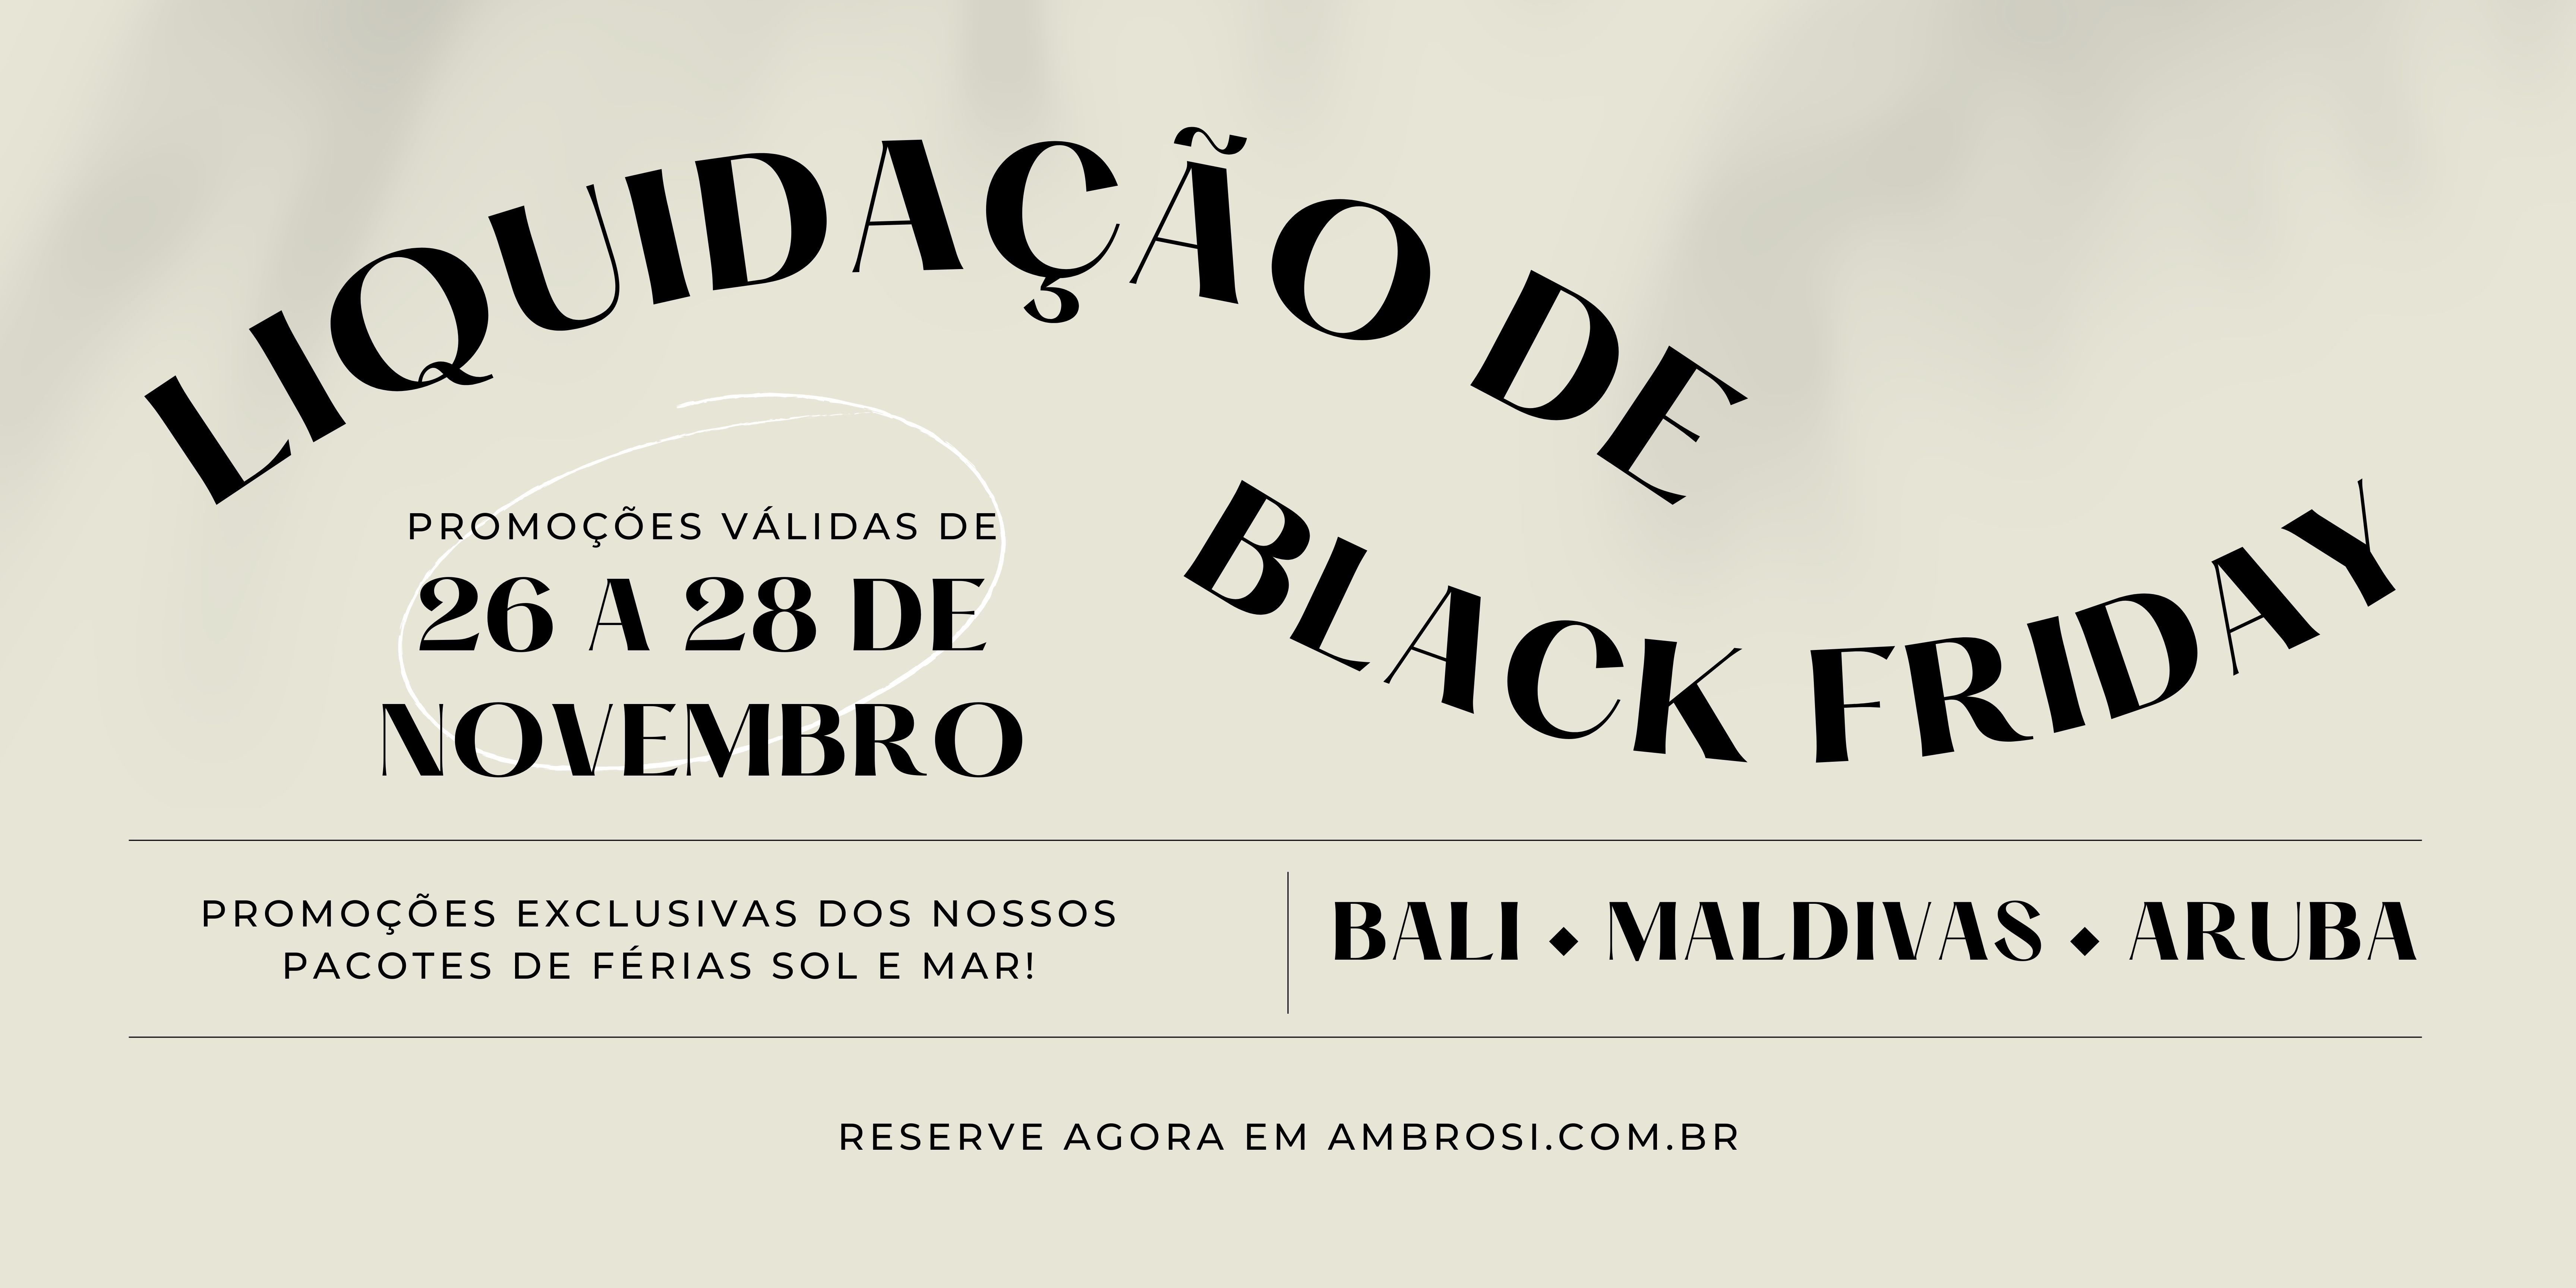 LIQUIDAÇÃO DE
BLACK FRIDAY
PROMOÇÕES VÁLIDAS DE
26 A 28 DE
NOVEMBRO
PROMOÇÕES EXCLUSIVAS DOS NOSSOS
PACOTES DE FÉRIAS SOL E MAR!
BALI ◆ MALDIVAS ◆ ARUBA
RESERVE AGORA EM AMBROSI.COM.BR